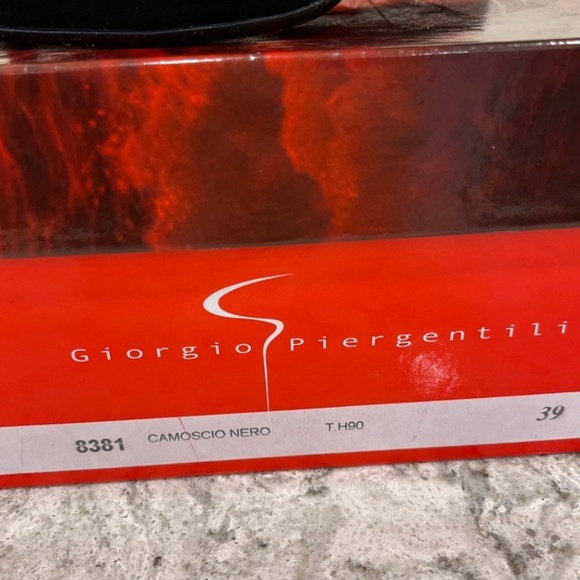 Giorgio Piergentili
8381 CAMOSCIO NERO T.H90 39